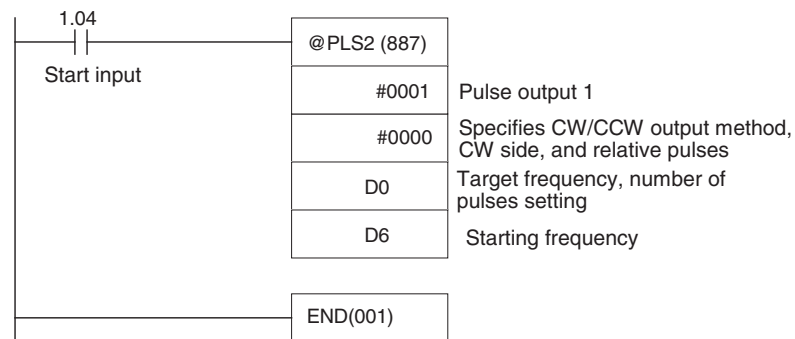 1.04
@PLS2 (887)
Start input
#0001 Pulse output 1
#0000 Specifies CW/CCW output method,
CW side, and relative pulses
D0 Target frequency, number of
pulses setting
D6 Starting frequency
END(001)